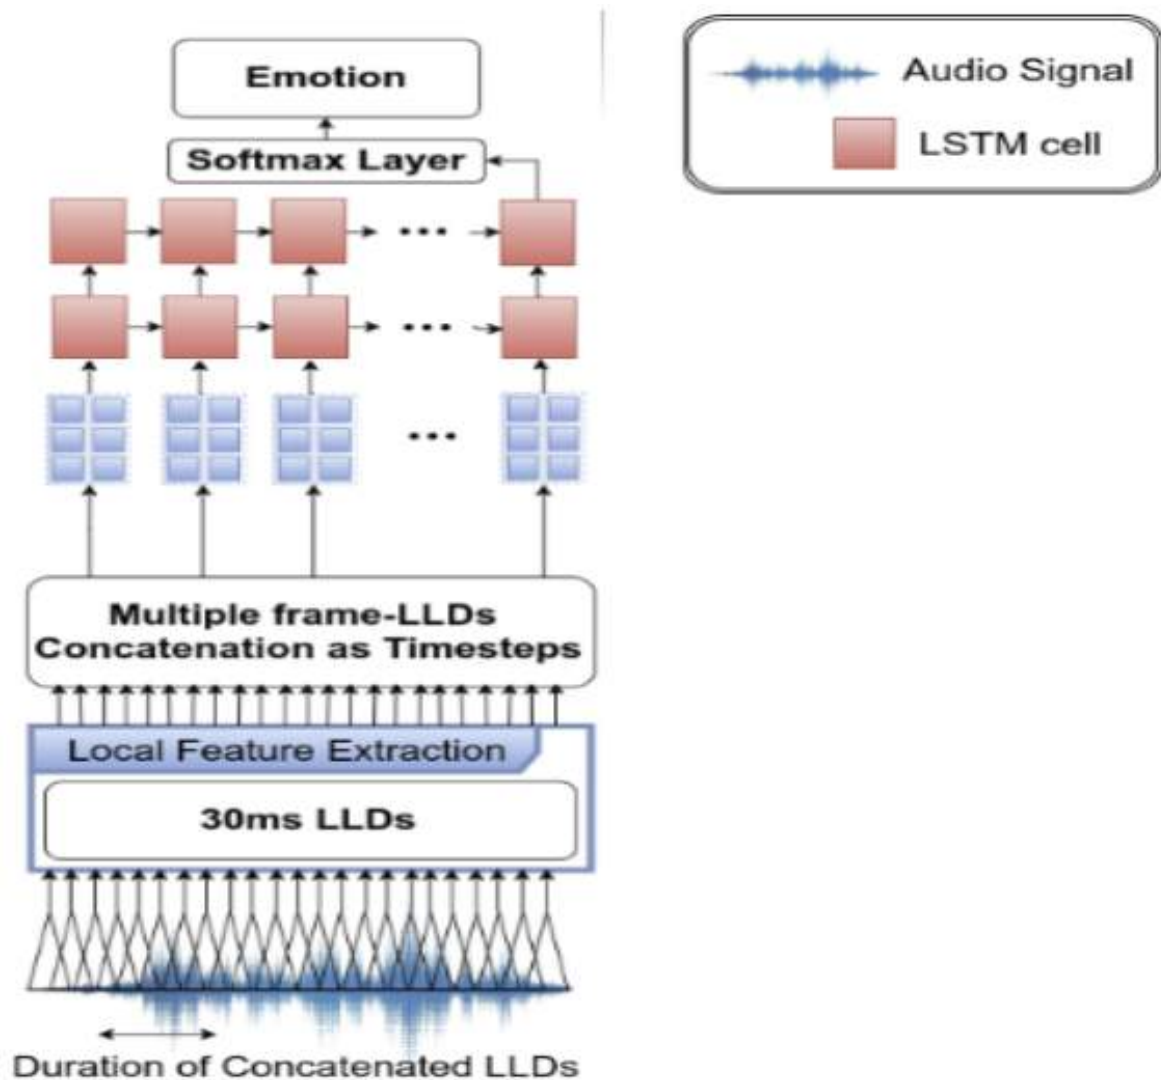 Emotion
Softmax Layer
Multiple frame-LLDs
Concatenation as Timesteps
Local Feature Extraction
30ms LLDs
Duration of Concatenated LLDs
Audio Signal
LSTM cell